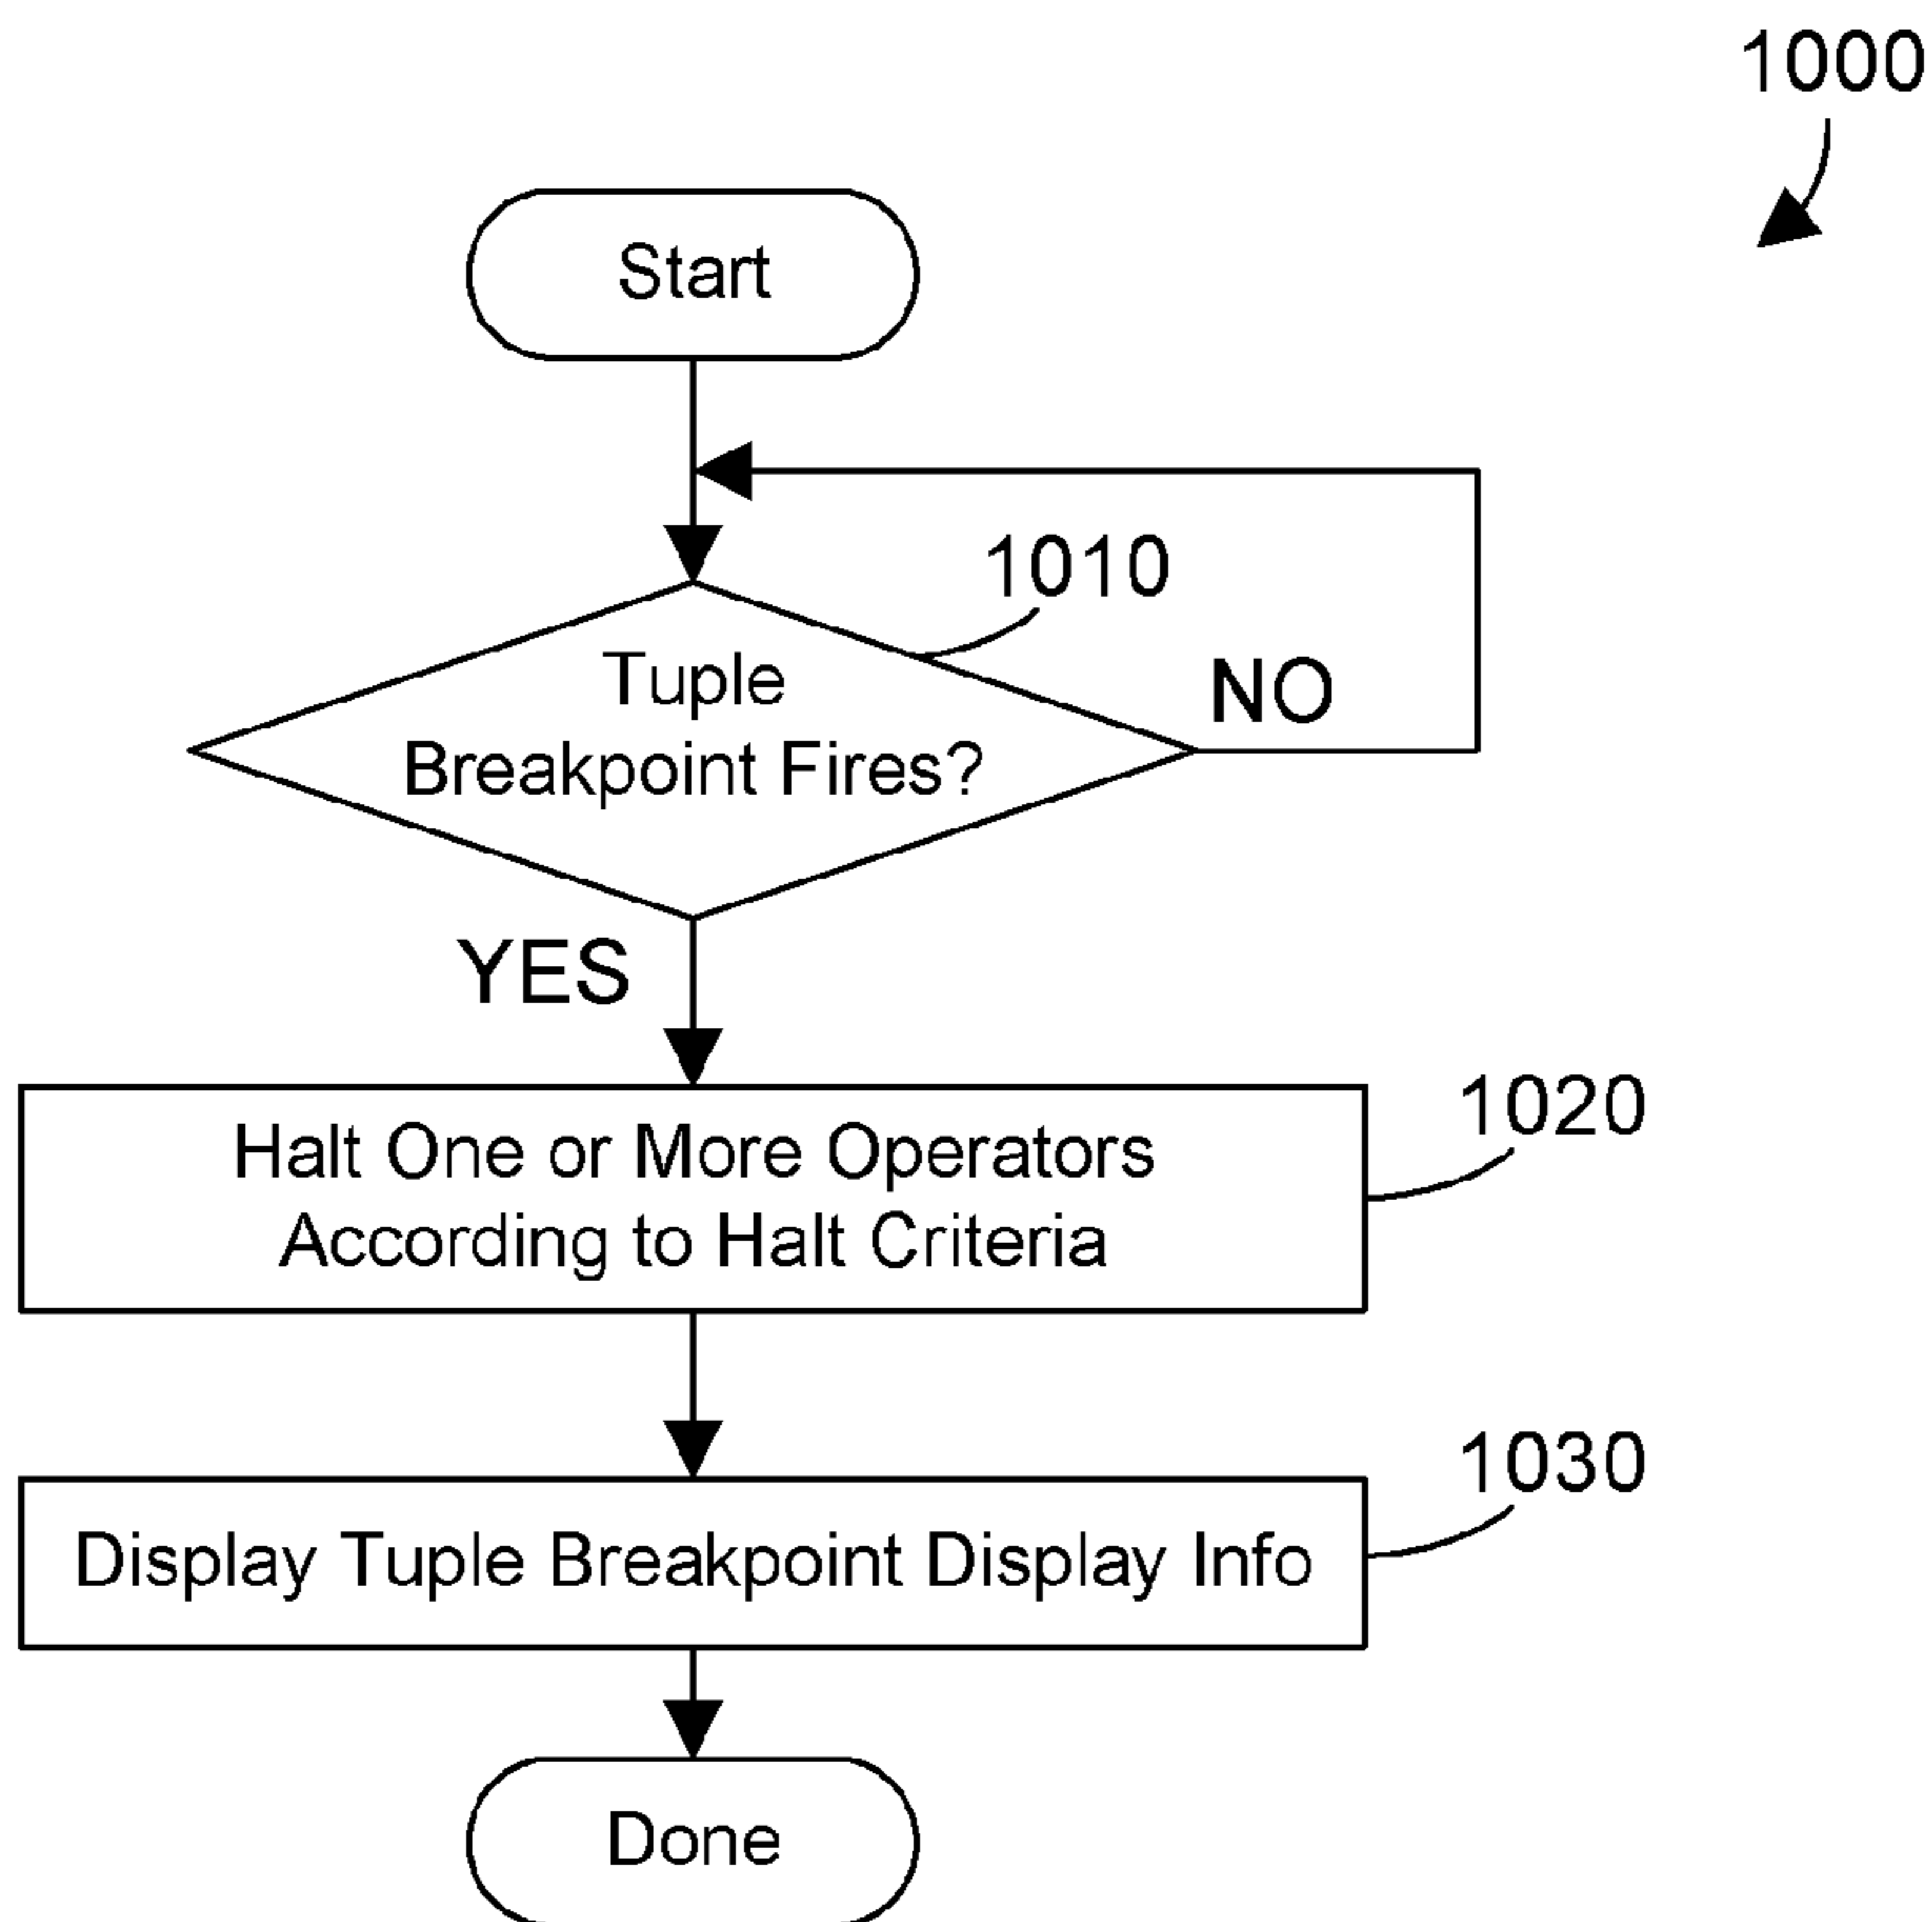 1000
Start
1010
Tuple
Breakpoint Fires?
NO
YES
1020
Halt One or More Operators
According to Halt Criteria
1030
Display Tuple Breakpoint Display Info
Done